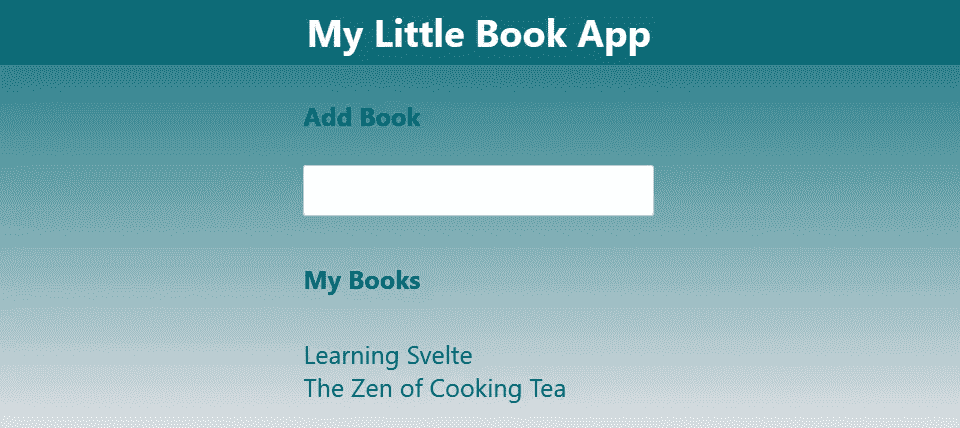 My Little Book App
Add Book
My Books
Learning Svelte
The Zen of Cooking Tea